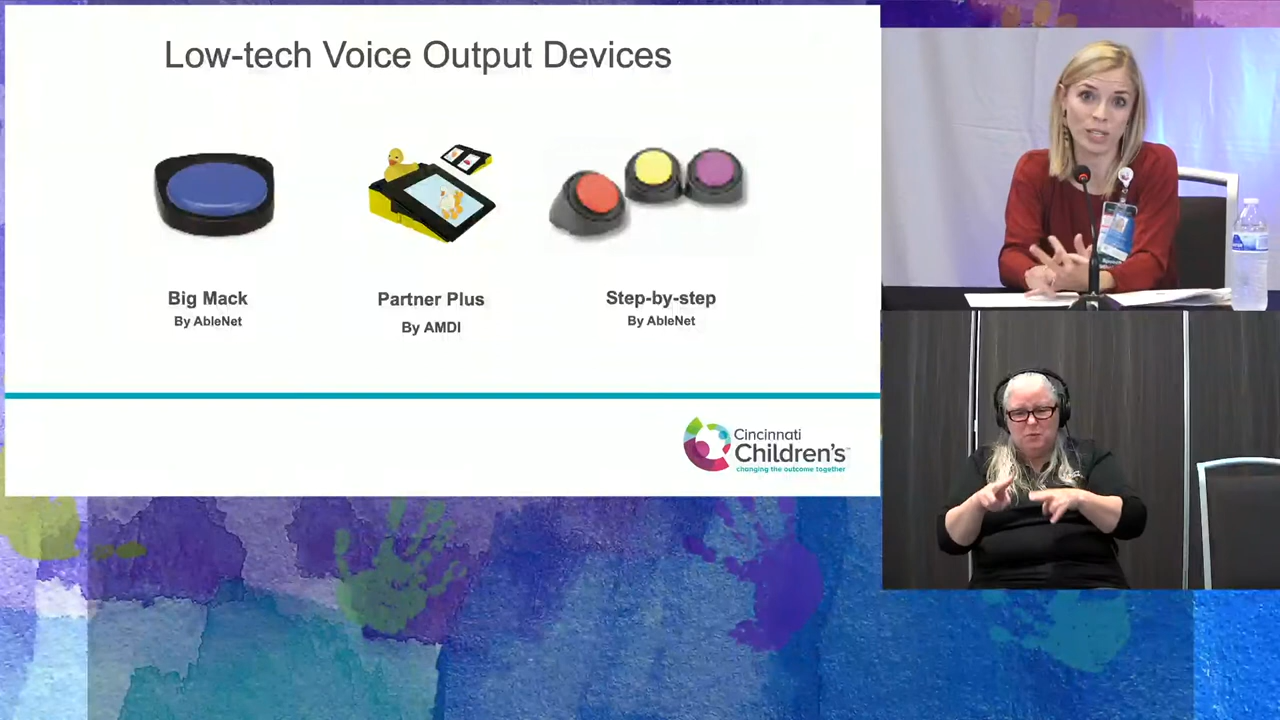 Low-tech Voice Output Devices
Big Mack
By AbleNet
Partner Plus
By AMDI
Step-by-step
By AbleNet
Cincinnati
Children's
changing the outcome together